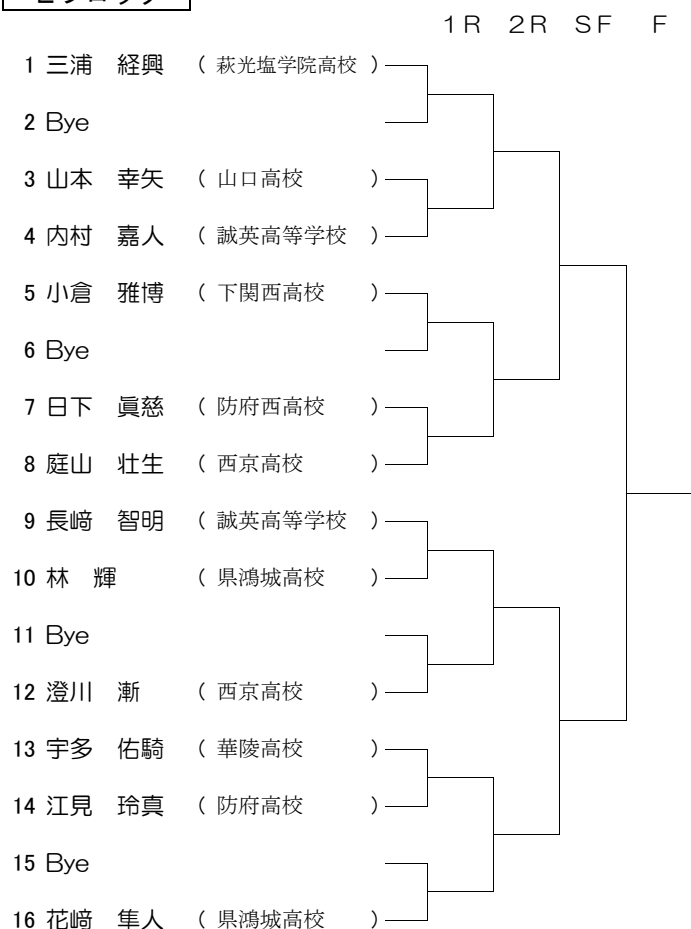 1R 2R SF F
1 三浦 経興 （ 萩光塩学院高校 ）
2 Bye
3 山本 幸矢 （ 山口高校 ）
4 内村 嘉人 （ 誠英高等学校 ）
5 小倉 雅博 （ 下関西高校 ）
6 Bye
7 日下 眞慈 （ 防府西高校 ）
8 庭山 壮生 （ 西京高校 ）
9 長﨑 智明 （ 誠英高等学校 ）
10 林 輝 （ 県鴻城高校 ）
11 Bye
12 澄川 漸 （ 西京高校 ）
13 宇多 佑騎 （ 華陵高校 ）
14 江見 玲真 （ 防府高校 ）
15 Bye
16 花﨑 隼人 （ 県鴻城高校 ）